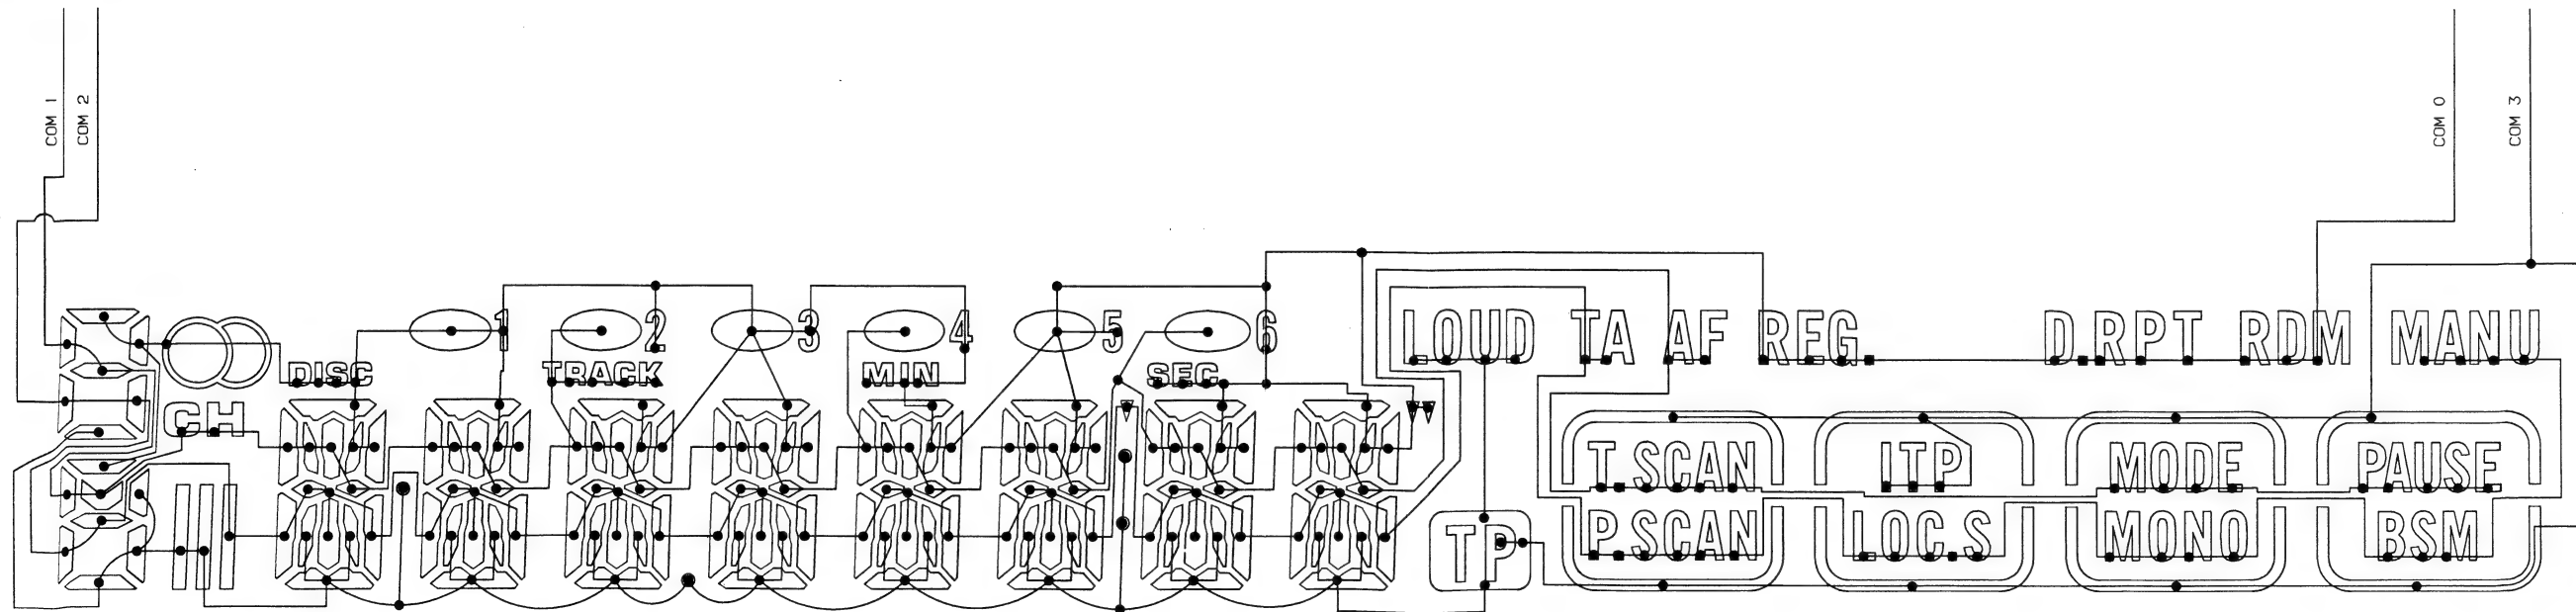 COM 1
COM 2
COM 0
COM 3
1 2 3 4 5 6 LOUD TA AF REG D.RPT RDM MANU
DISC TRACK MIN SEC
CH
T.SCAN ITP MODE PAUSE
TP P.SCAN LOC.S MONO BSM